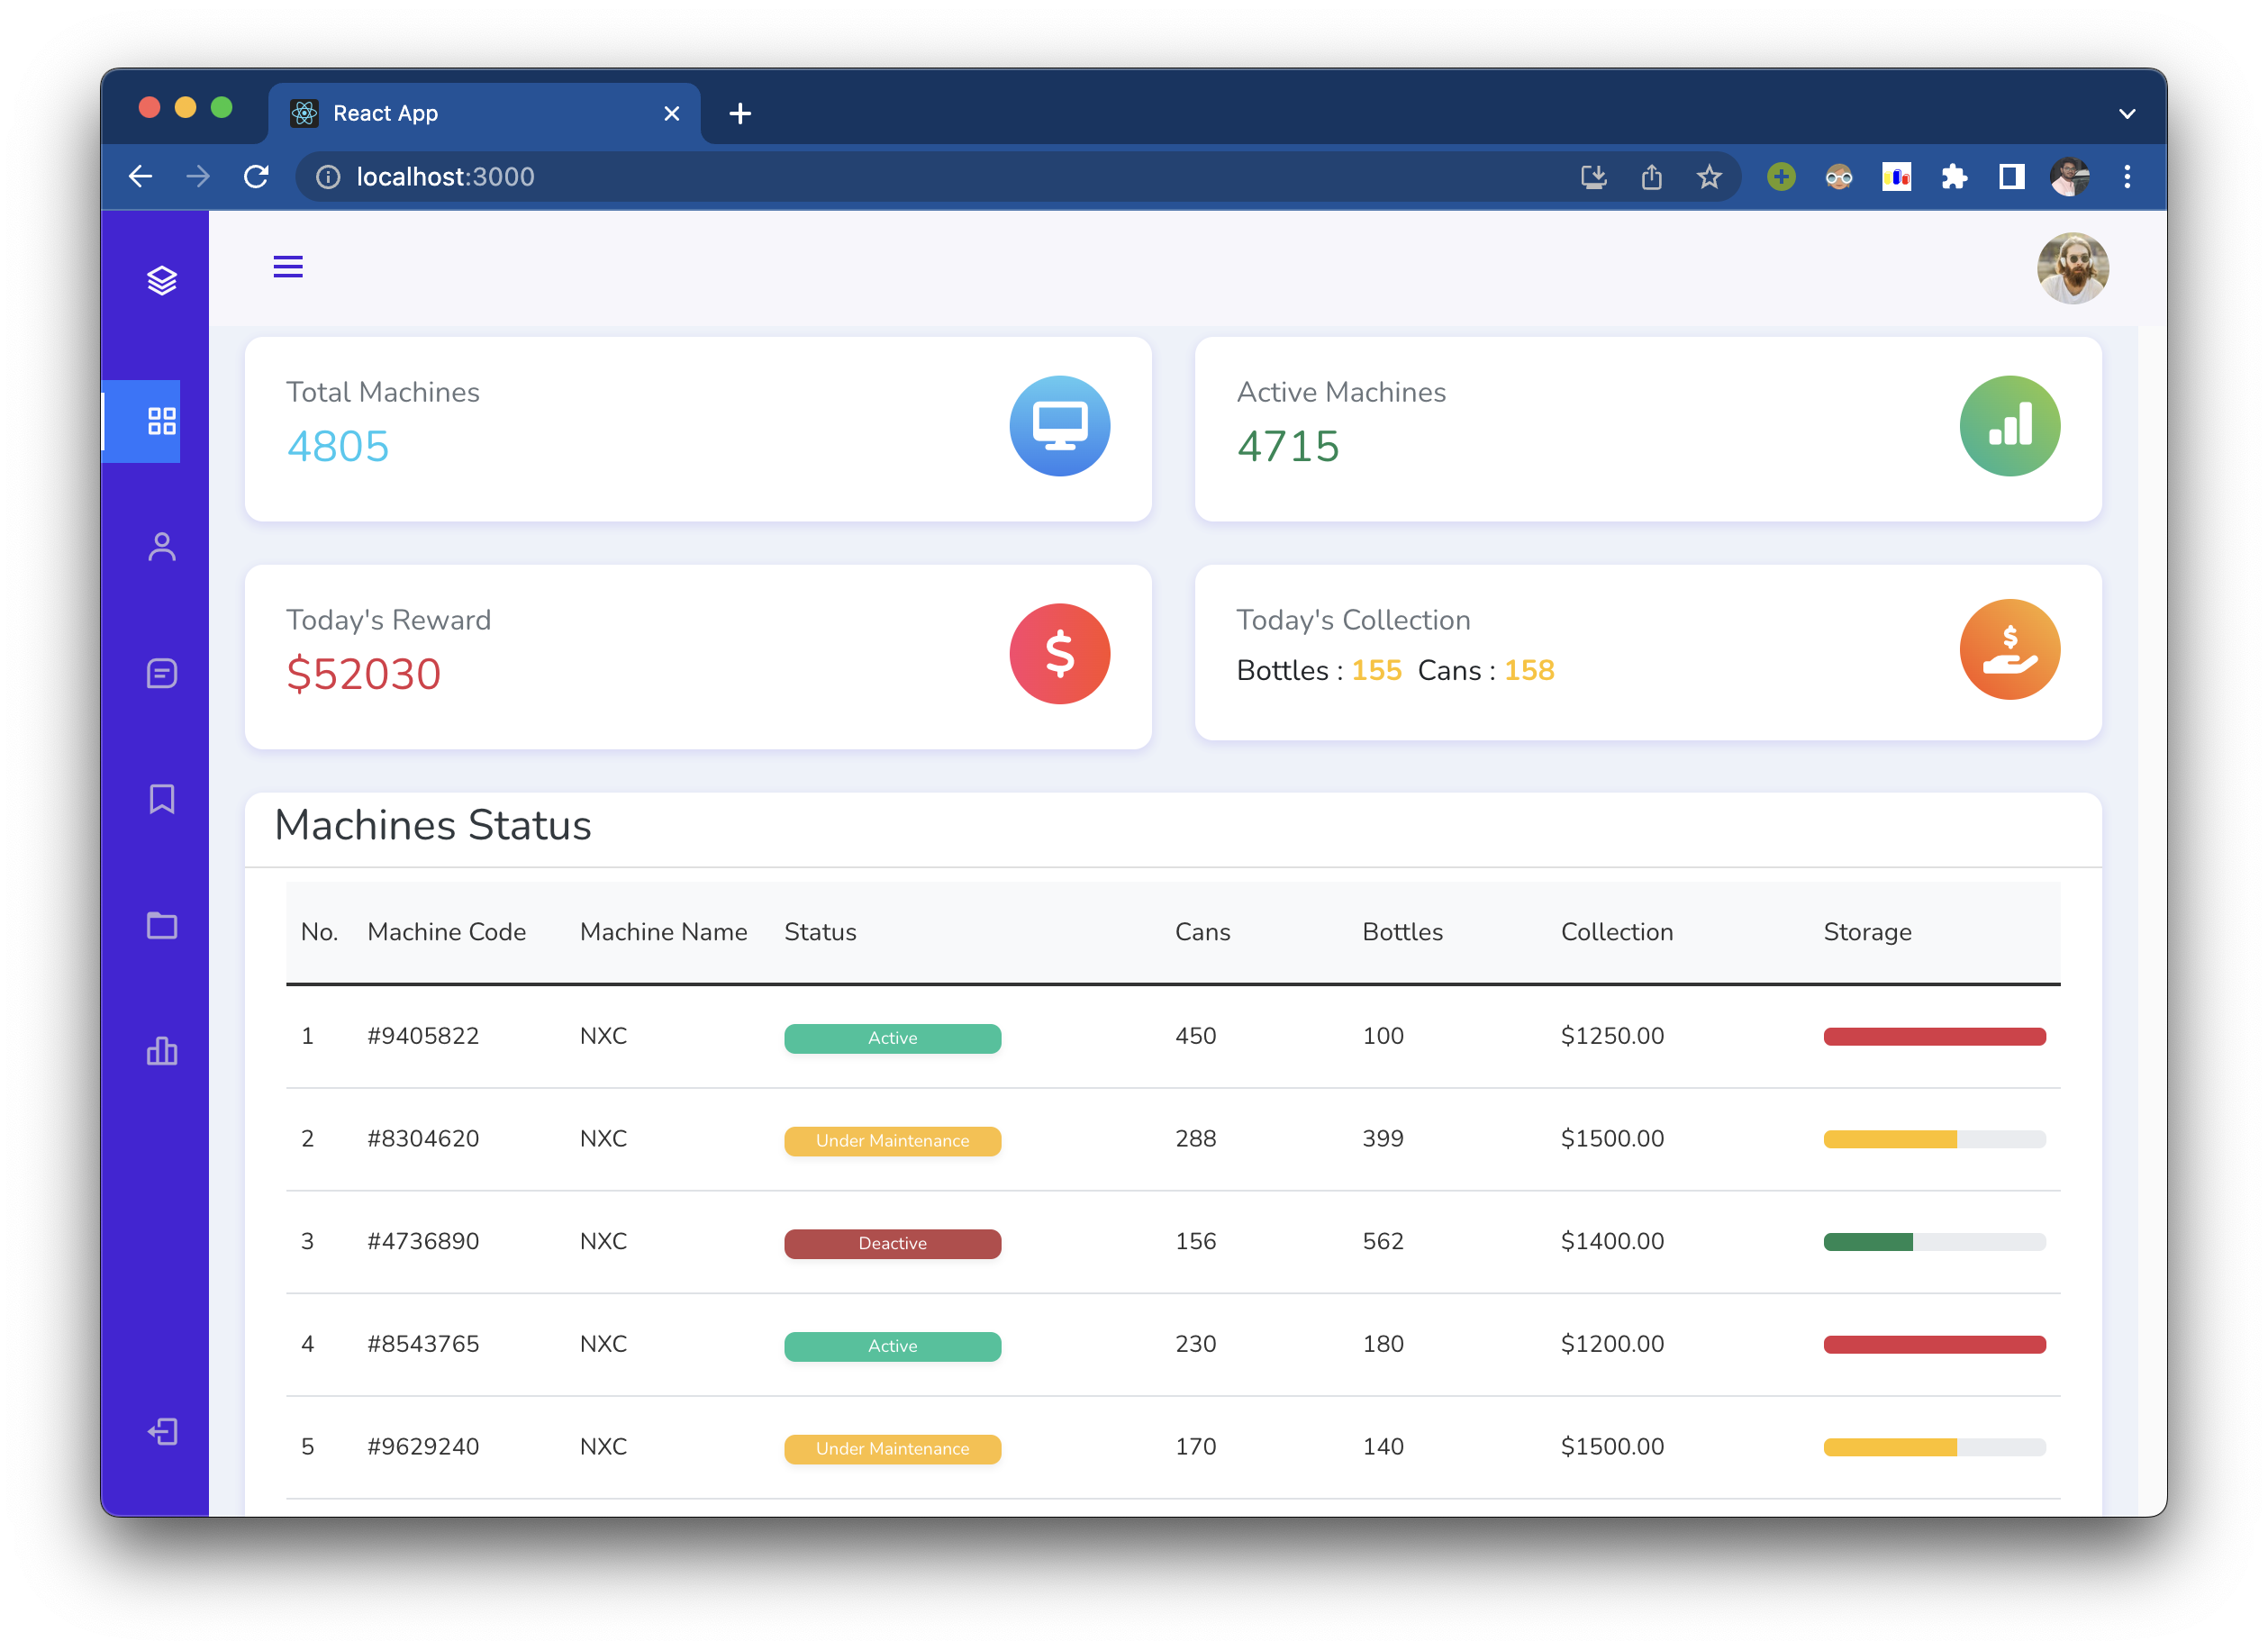 React App
localhost:3000
Total Machines
4805
Active Machines
4715
Today's Reward
$52030
Today's Collection
Bottles : 155 Cans : 158
Machines Status
No. Machine Code Machine Name Status Cans Bottles Collection Storage
1 #9405822 NXC Active 450 100 $1250.00
2 #8304620 NXC Under Maintenance 288 399 $1500.00
3 #4736890 NXC Deactive 156 562 $1400.00
4 #8543765 NXC Active 230 180 $1200.00
5 #9629240 NXC Under Maintenance 170 140 $1500.00